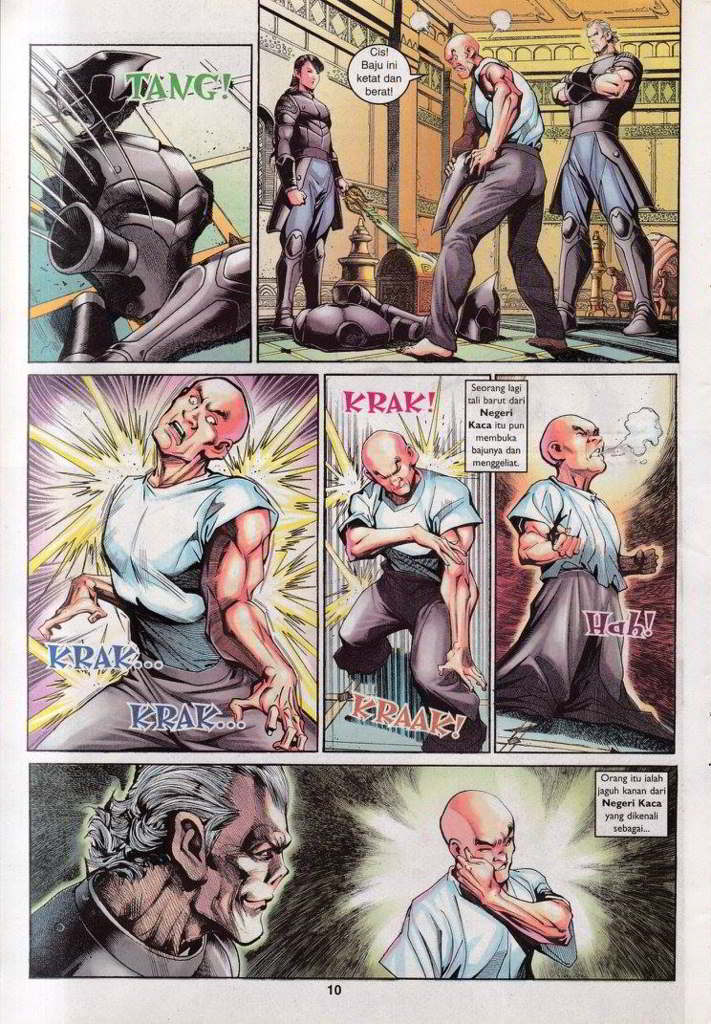 TANG!
Cis!
Baju ini
ketat dan
berat!
KRAK...
KRAK...
KRAK!
KRAAK!
Seorang lagi
tali barut dari
Negeri
Kaca itu pun
membuka
bajunya dan
menggeliat.
Hah!
Orang itu ialah
jaguh kanan dari
Negeri Kaca
yang dikenali
sebagai...
10